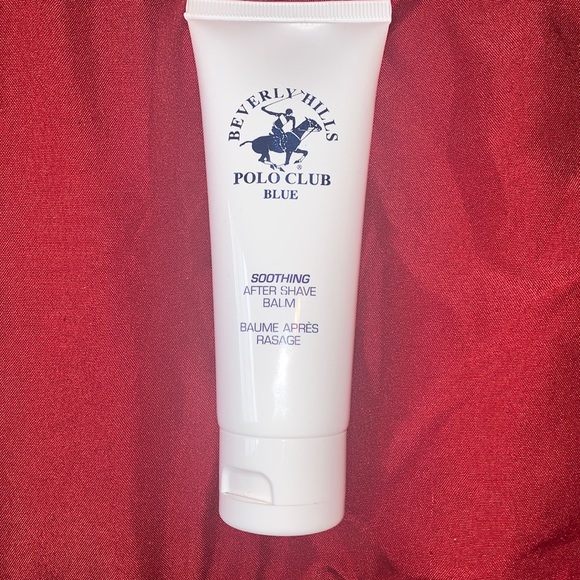 BEVERLY HILLS
®
POLO CLUB
BLUE
SOOTHING
AFTER SHAVE
BALM
BAUME APRÈS
RASAGE